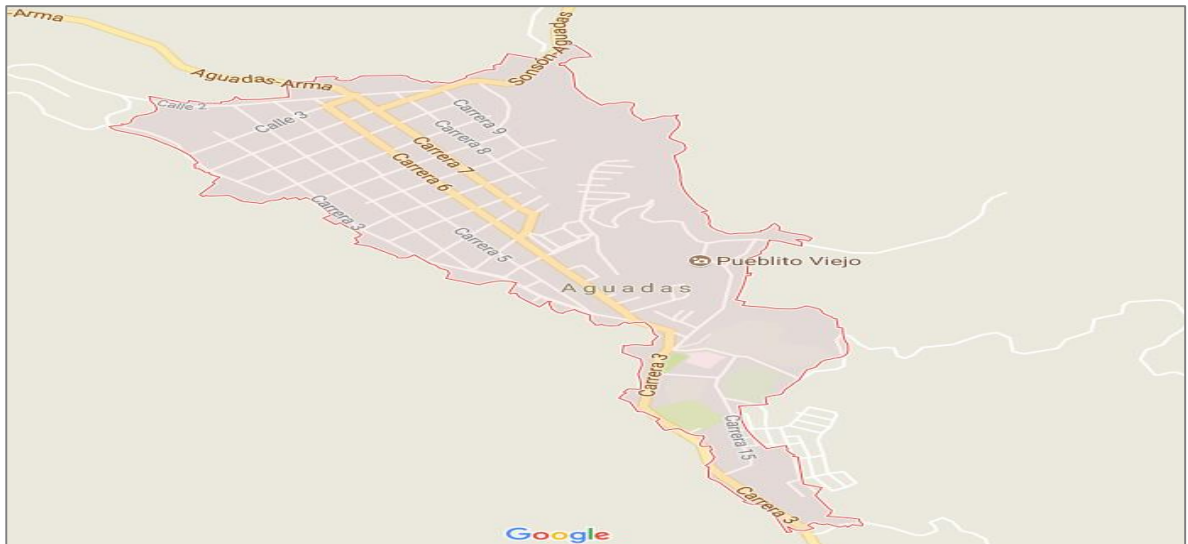 -Arma
Sonsón-Aguadas
Aguadas-Arma
Calle 2
Calle 3
Carrera 9
Carrera 8
Carrera 7
Carrera 6
Carrera 3
Carrera 5
Pueblito Viejo
Aguadas
Carrera 3
Carrera 15
Carrera 3
Google